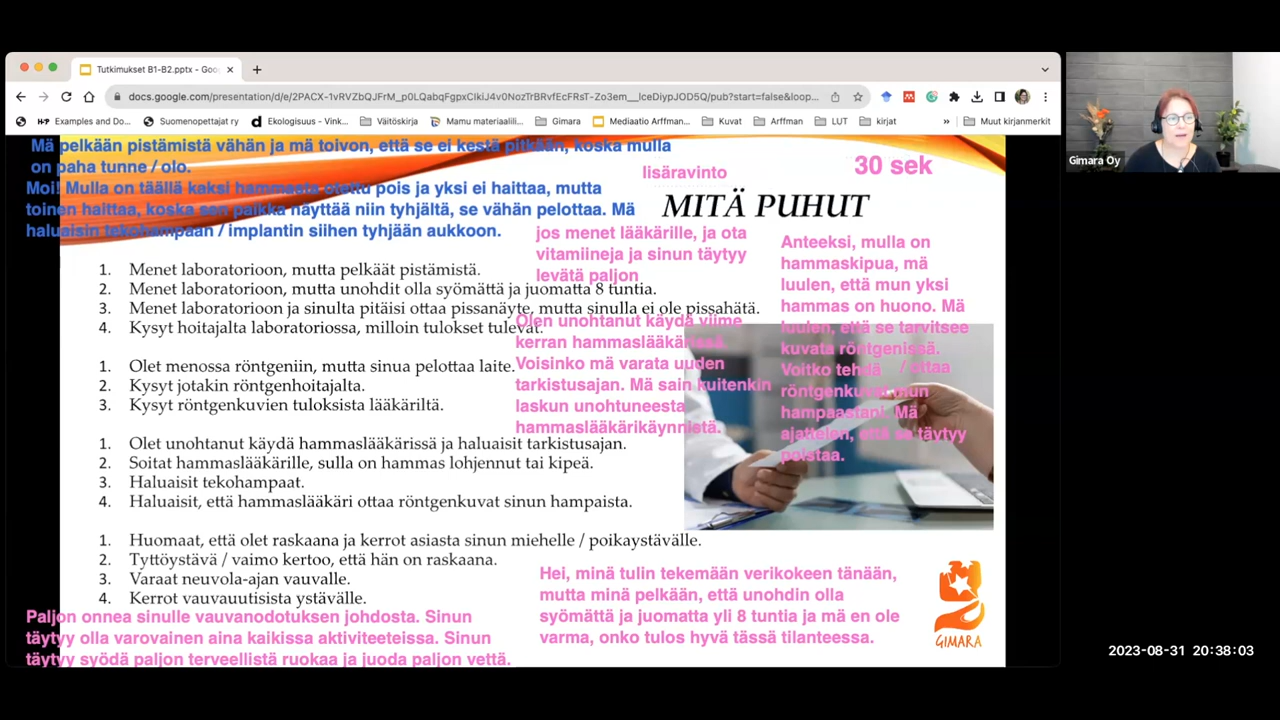 Tutkimukset B1-B2.pptx - Goo
docs.google.com/presentation/d/e/2PACX-1vRVZbQJFrM_p0LQabqFgpxCIkiJ4v0NozTrBRvfEcFRsT-Zo3em__lceDiypJOD5Q/pub?start=false&loop...
Examples and Do...
Suomenopettajat ry
Ekologisuus - Vink...
Väitöskirja
Mamu materiaalil...
Gimara
Mediaatio Arffman...
Kuvat
Arffman
LUT
kirjat
»
Muut kirjanmerkit
Gimara Oy
Mä pelkään pistämistä vähän ja mä toivon, että se ei kestä pitkään, koska mulla
on paha tunne / olo.
Moi! Mulla on täällä kaksi hammasta otettu pois ja yksi ei haittaa, mutta
toinen haittaa, koska sen paikka näyttää niin tyhjältä, se vähän pelottaa. Mä
haluaisin tekohampaan / implantin siihen tyhjään aukkoon.
lisäravinto
30 sek
MITÄ PUHUT
jos menet lääkärille, ja ota
vitamiineja ja sinun täytyy
levätä paljon
Anteeksi, mulla on
hammaskipua, mä
luulen, että mun yksi
hammas on huono. Mä
luulen, että se tarvitsee
kuvata röntgenissä.
Voitko tehdä / ottaa
röntgenkuvat mun
hampaastani. Mä
ajattelen, että se täytyy
poistaa.
1. Menet laboratorioon, mutta pelkäät pistämistä.
2. Menet laboratorioon, mutta unohdit olla syömättä ja juomatta 8 tuntia.
3. Menet laboratorioon ja sinulta pitäisi ottaa pissanäyte, mutta sinulla ei ole pissahätä.
4. Kysyt hoitajalta laboratoriossa, milloin tulokset tulevat.
Olen unohtanut käydä viime
kerran hammaslääkärissä.
Voisinko mä varata uuden
tarkistusajan. Mä sain kuitenkin
laskun unohtuneesta
hammaslääkärikäynnistä.
1. Olet menossa röntgeniin, mutta sinua pelottaa laite.
2. Kysyt jotakin röntgenhoitajalta.
3. Kysyt röntgenkuvien tuloksista lääkäriltä.
1. Olet unohtanut käydä hammaslääkärissä ja haluaisit tarkistusajan.
2. Soitat hammaslääkärille, sulla on hammas lohjennut tai kipeä.
3. Haluaisit tekohampaat.
4. Haluaisit, että hammaslääkäri ottaa röntgenkuvat sinun hampaista.
1. Huomaat, että olet raskaana ja kerrot asiasta sinun miehelle / poikaystävälle.
2. Tyttöystävä / vaimo kertoo, että hän on raskaana.
3. Varaat neuvola-ajan vauvalle.
4. Kerrot vauvauutisista ystävälle.
Hei, minä tulin tekemään verikokeen tänään,
mutta minä pelkään, että unohdin olla
syömättä ja juomatta yli 8 tuntia ja mä en ole
varma, onko tulos hyvä tässä tilanteessa.
Paljon onnea sinulle vauvanodotuksen johdosta. Sinun
täytyy olla varovainen aina kaikissa aktiviteeteissa. Sinun
täytyy syödä paljon terveellistä ruokaa ja juoda paljon vettä.
GIMARA
2023-08-31 20:38:03